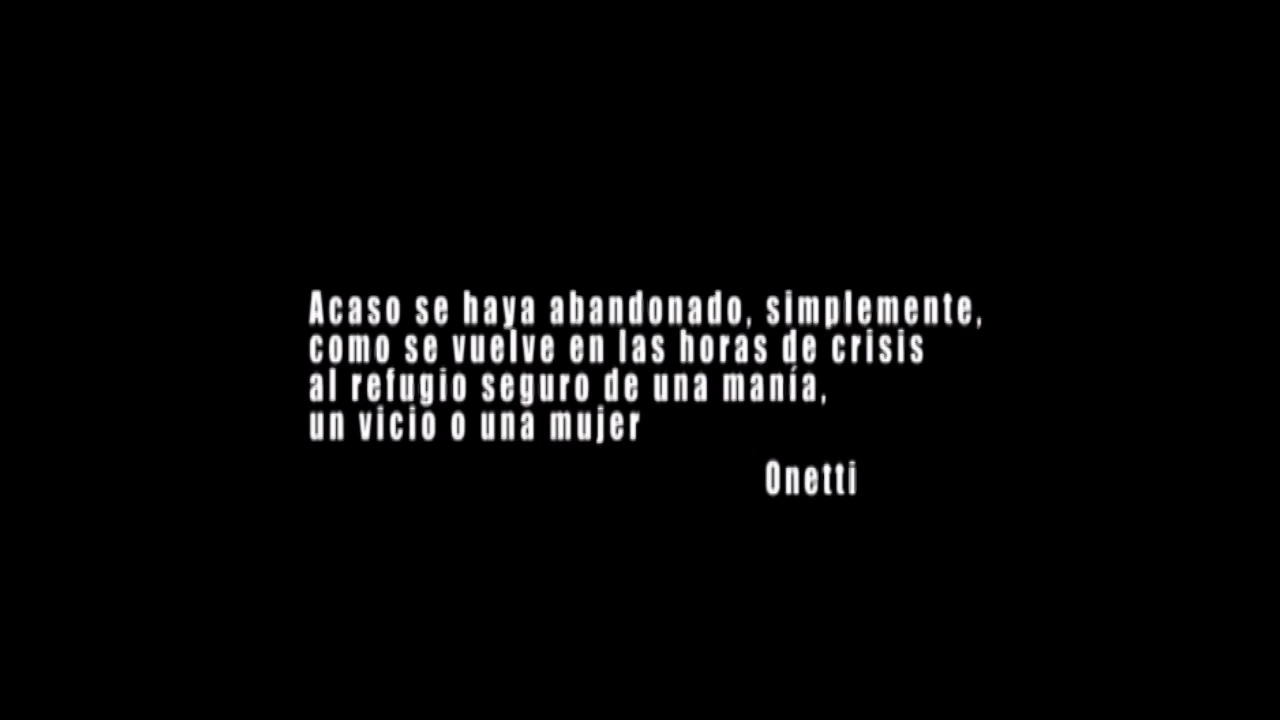 Acaso se haya abandonado, simplemente,
como se vuelve en las horas de crisis
al refugio seguro de una manía,
un vicio o una mujer
Onetti